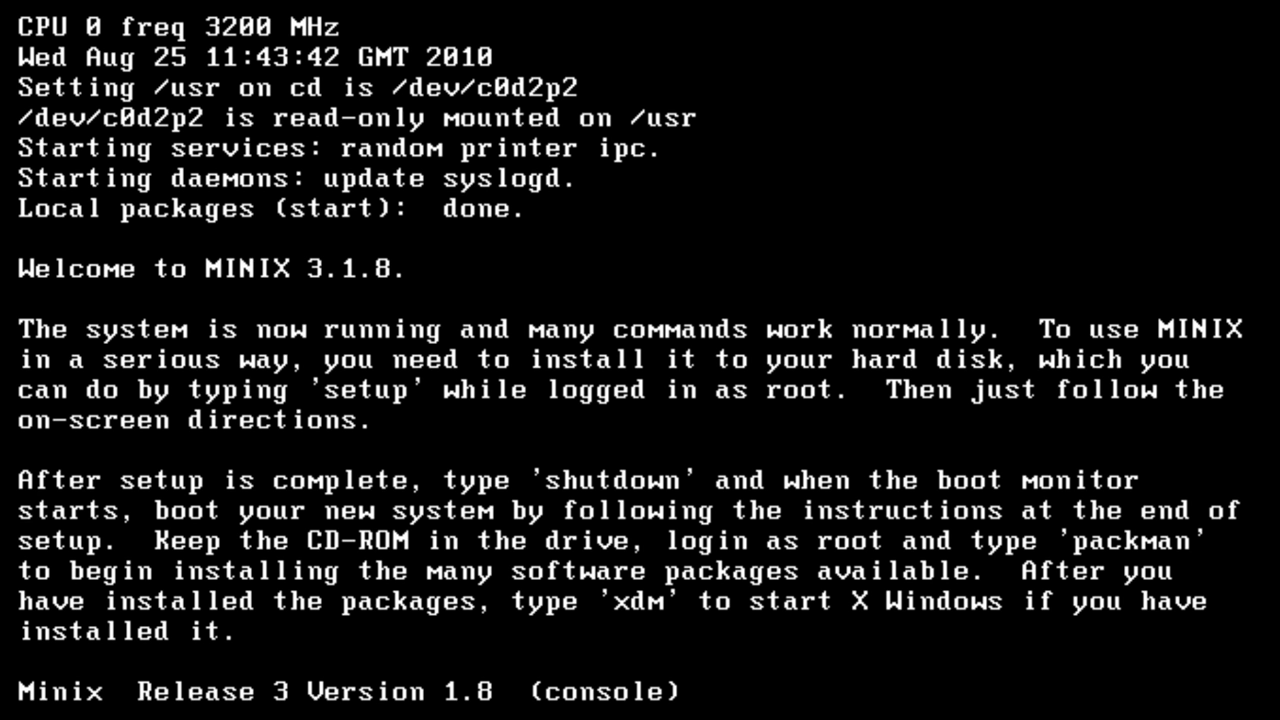 CPU 0 freq 3200 MHz
Wed Aug 25 11:43:42 GMT 2010
Setting /usr on cd is /dev/c0d2p2
/dev/c0d2p2 is read-only mounted on /usr
Starting services: random printer ipc.
Starting daemons: update syslogd.
Local packages (start):  done.
Welcome to MINIX 3.1.8.
The system is now running and many commands work normally.  To use MINIX
in a serious way, you need to install it to your hard disk, which you
can do by typing 'setup' while logged in as root.  Then just follow the
on-screen directions.
After setup is complete, type 'shutdown' and when the boot monitor
starts, boot your new system by following the instructions at the end of
setup.  Keep the CD-ROM in the drive, login as root and type 'packman'
to begin installing the many software packages available.  After you
have installed the packages, type 'xdm' to start X Windows if you have
installed it.
Minix  Release 3 Version 1.8  (console)